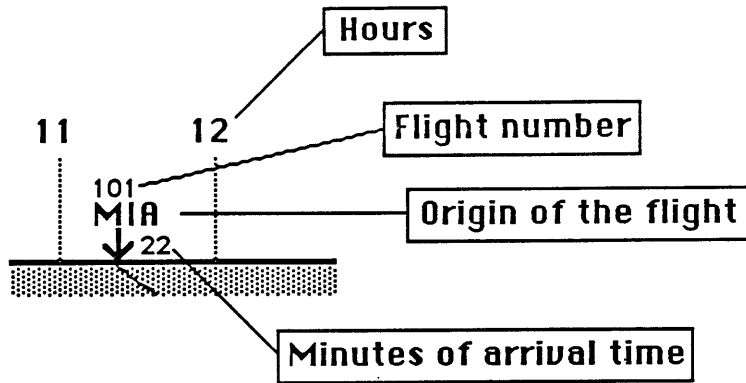 Hours
11 12
Flight number
101
MIA
Origin of the flight
22
Minutes of arrival time